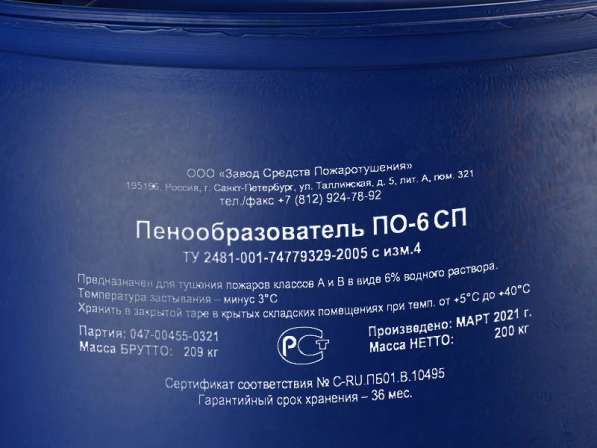 ООО «Завод Средств Пожаротушения»
195196, Россия, г. Санкт-Петербург, ул. Таллинская, д. 5, лит. А, пом. 321
тел./факс +7 (812) 924-78-92
Пенообразователь ПО-6 СП
ТУ 2481-001-74779329-2005 с изм.4
Предназначен для тушения пожаров классов А и В в виде 6% водного раствора.
Температура застывания – минус 3°С
Хранить в закрытой таре в крытых складских помещениях при темп. от +5°С до +40°С
Партия: 047-00455-0321
Масса БРУТТО: 209 кг
РСТ
Произведено: МАРТ 2021 г.
Масса НЕТТО: 200 кг
Сертификат соответствия № C-RU.ПБ01.В.10495
Гарантийный срок хранения – 36 мес.